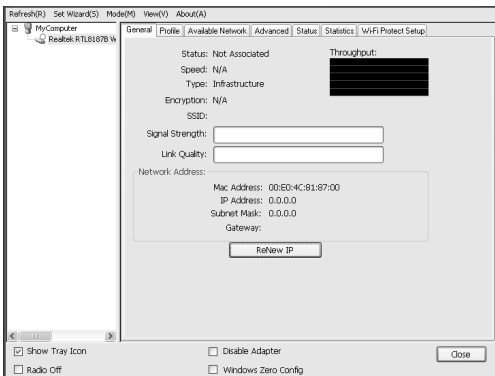 Refresh(R) Set Wizard(S) Mode(M) View(V) About(A)
MyComputer
Realtek RTL8187B
General Profile Available Network Advanced Status Statistics Wi-Fi Protect Setup
Status: Not Associated
Throughput:
Speed: N/A
Type: Infrastructure
Encryption: N/A
SSID:
Signal Strength:
Link Quality:
Network Address:
Mac Address: 00:E0:4C:81:87:00
IP Address: 0.0.0.0
Subnet Mask: 0.0.0.0
Gateway:
ReNew IP
Show Tray Icon
Disable Adapter
Close
Radio Off
Windows Zero Config